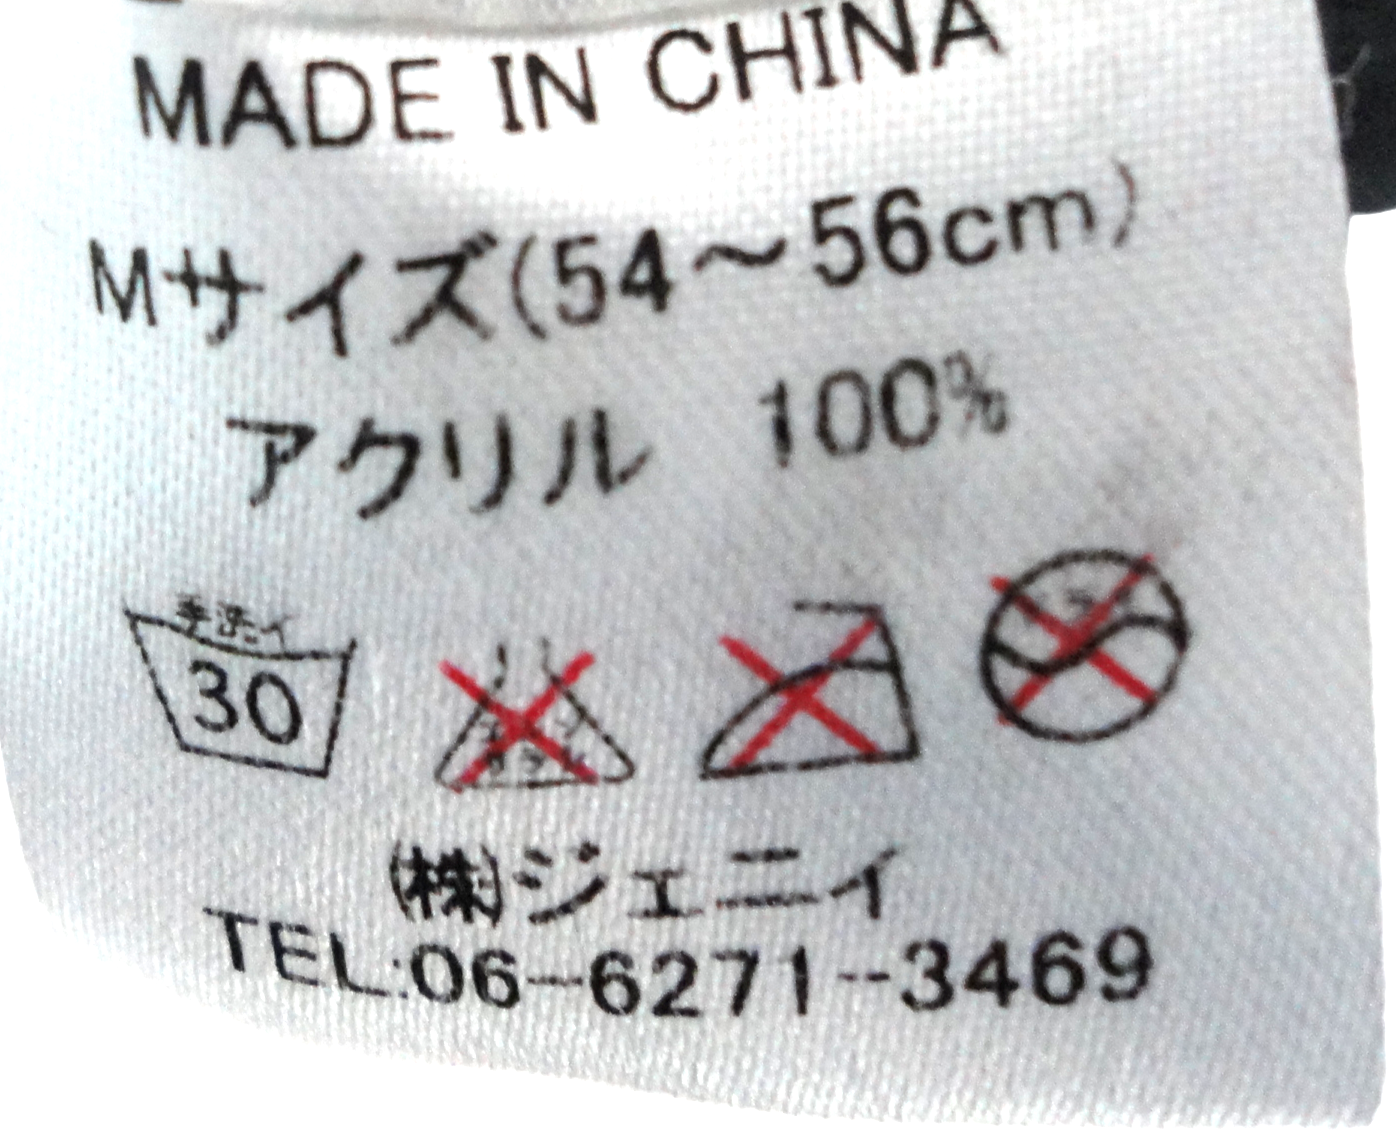 MADE IN CHINA
Mサイズ(54～56cm)
アクリル 100%
手洗イ
30
㈱ジェニィ
TEL:06-6271-3469